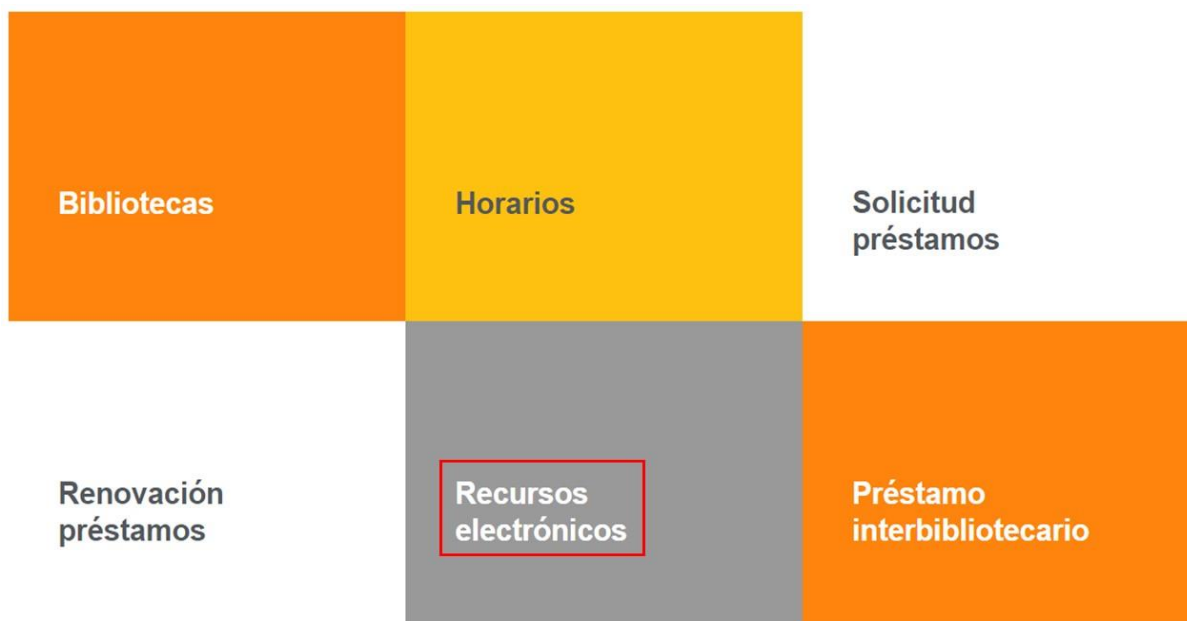 Bibliotecas
Horarios
Solicitud
préstamos
Renovación
préstamos
Recursos
electrónicos
Préstamo
interbibliotecario